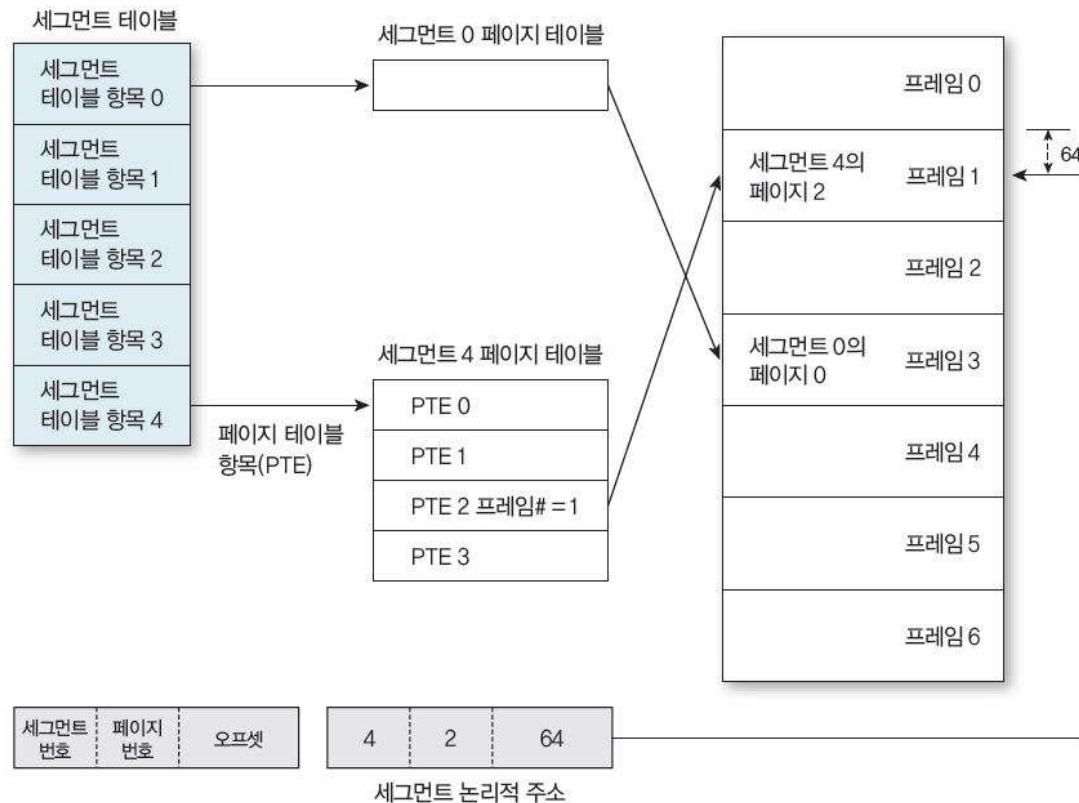 세그먼트 테이블
세그먼트
테이블 항목 0
세그먼트
테이블 항목 1
세그먼트
테이블 항목 2
세그먼트
테이블 항목 3
세그먼트
테이블 항목 4
페이지 테이블
항목(PTE)
세그먼트 0 페이지 테이블
세그먼트 4 페이지 테이블
PTE 0
PTE 1
PTE 2 프레임# = 1
PTE 3
프레임 0
세그먼트 4의
페이지 2
프레임 1
프레임 2
세그먼트 0의
페이지 0
프레임 3
프레임 4
프레임 5
프레임 6
64
세그먼트
번호
페이지
번호
오프셋
4 2 64
세그먼트 논리적 주소